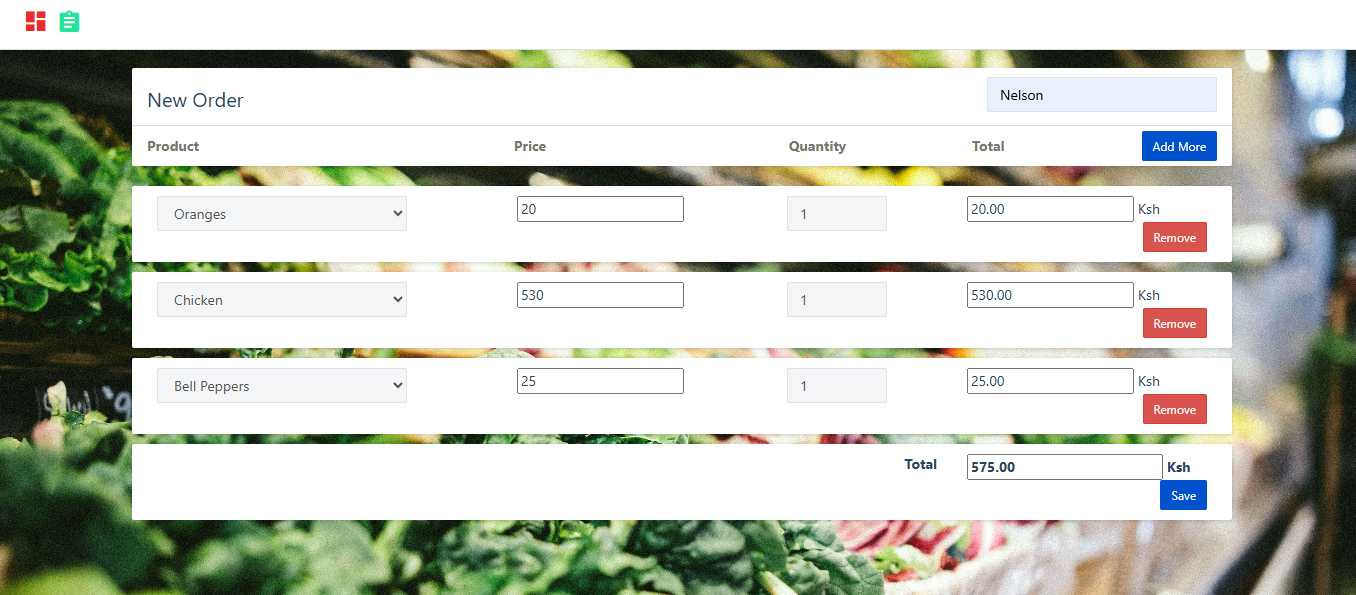 New Order
Nelson
Product Price Quantity Total Add More
Oranges 20 1 20.00 Ksh
Remove
Chicken 530 1 530.00 Ksh
Remove
Bell Peppers 25 1 25.00 Ksh
Remove
Total 575.00 Ksh
Save